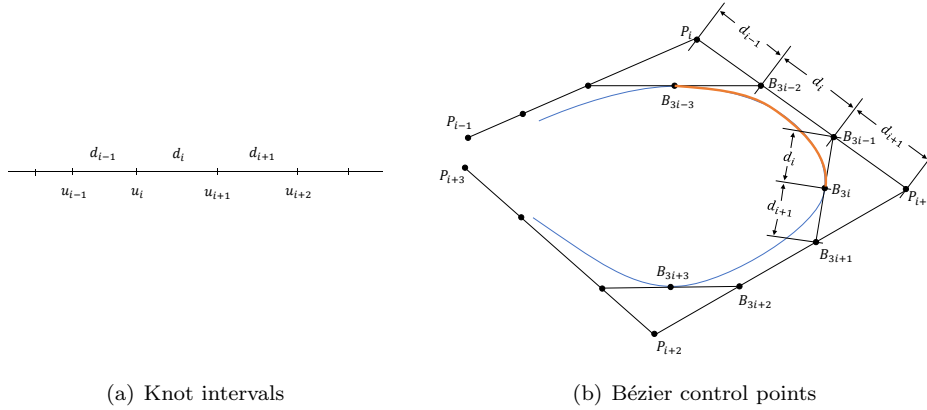 d_{i-1} d_i d_{i+1}
u_{i-1} u_i u_{i+1} u_{i+2}
(a) Knot intervals
P_i
d_{i-1}
d_i
d_{i+1}
B_{3i-2}
B_{3i-3}
P_{i-1}
B_{3i-1}
d_i
P_{i+3}
B_{3i}
P_{i+
d_{i+1}
B_{3i+1}
B_{3i+3}
B_{3i+2}
P_{i+2}
(b) Bézier control points